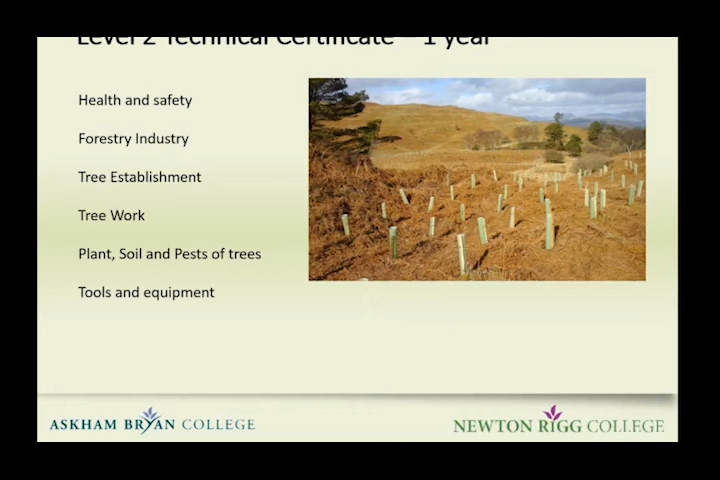 Level 2 Technical Certificate – 1 year
Health and safety
Forestry Industry
Tree Establishment
Tree Work
Plant, Soil and Pests of trees
Tools and equipment
ASKHAM BRYAN COLLEGE
NEWTON RIGG COLLEGE